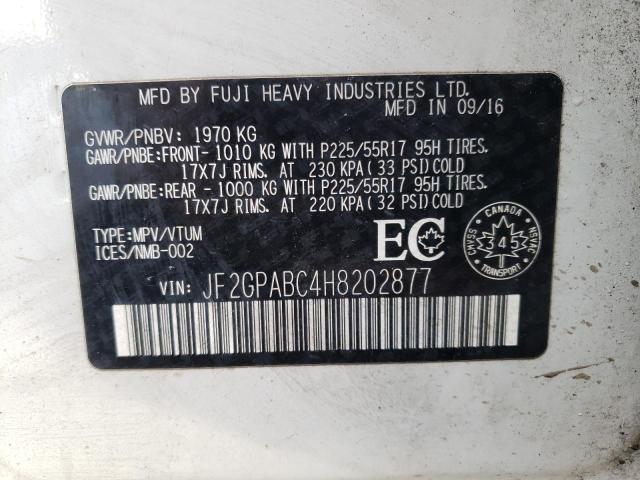 MFD BY FUJI HEAVY INDUSTRIES LTD.
MFD IN 09/16
GVWR/PNBV: 1970 KG
GAWR/PNBE:FRONT- 1010 KG WITH P225/55R17 95H TIRES.
17X7J RIMS. AT 230 KPA (33 PSI)COLD
GAWR/PNBE:REAR - 1000 KG WITH P225/55R17 95H TIRES.
17X7J RIMS. AT 220 KPA (32 PSI)COLD
TYPE:MPV/VTUM
ICES/NMB-002
EC
CANADA
CMVSS
345
NSVAC
TRANSPORT
VIN: JF2GPABC4H8202877